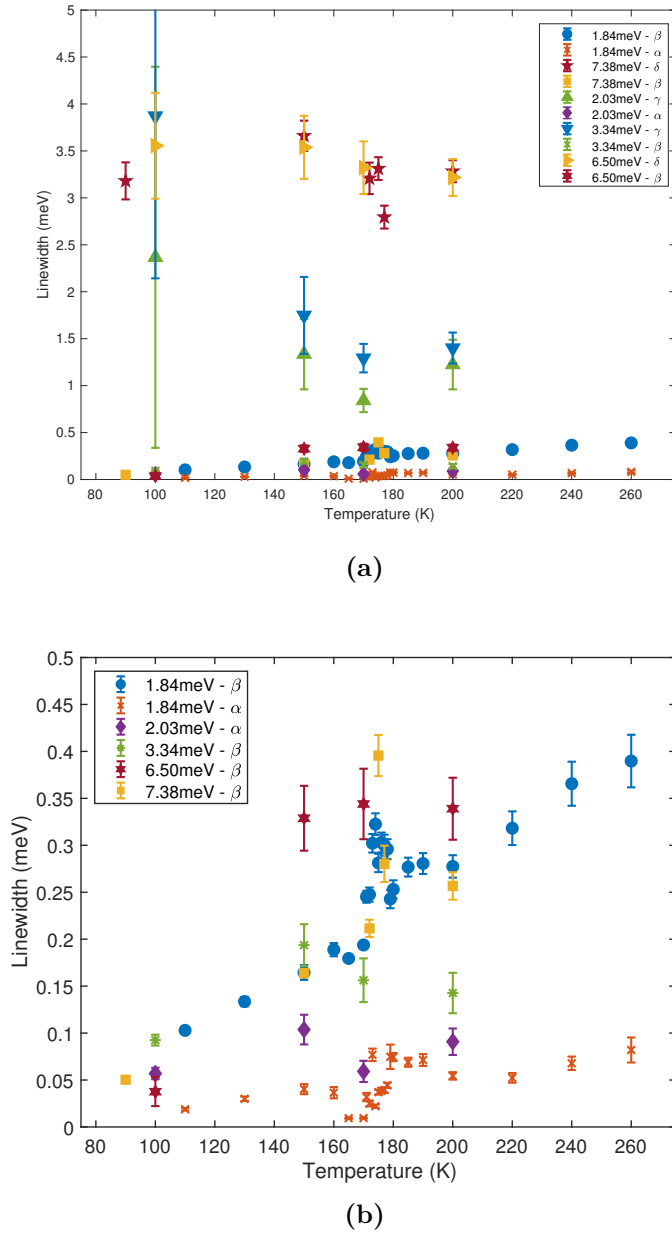 5
4.5
4
3.5
3
2.5
2
1.5
1
0.5
0
Linewidth (meV)
80 100 120 140 160 180 200 220 240 260
Temperature (K)
1.84meV - β
1.84meV - α
7.38meV - δ
7.38meV - β
2.03meV - γ
2.03meV - α
3.34meV - γ
3.34meV - β
6.50meV - δ
6.50meV - β
(a)
0.5
0.45
0.4
0.35
0.3
0.25
0.2
0.15
0.1
0.05
0
Linewidth (meV)
1.84meV - β
1.84meV - α
2.03meV - α
3.34meV - β
6.50meV - β
7.38meV - β
80 100 120 140 160 180 200 220 240 260
Temperature (K)
(b)